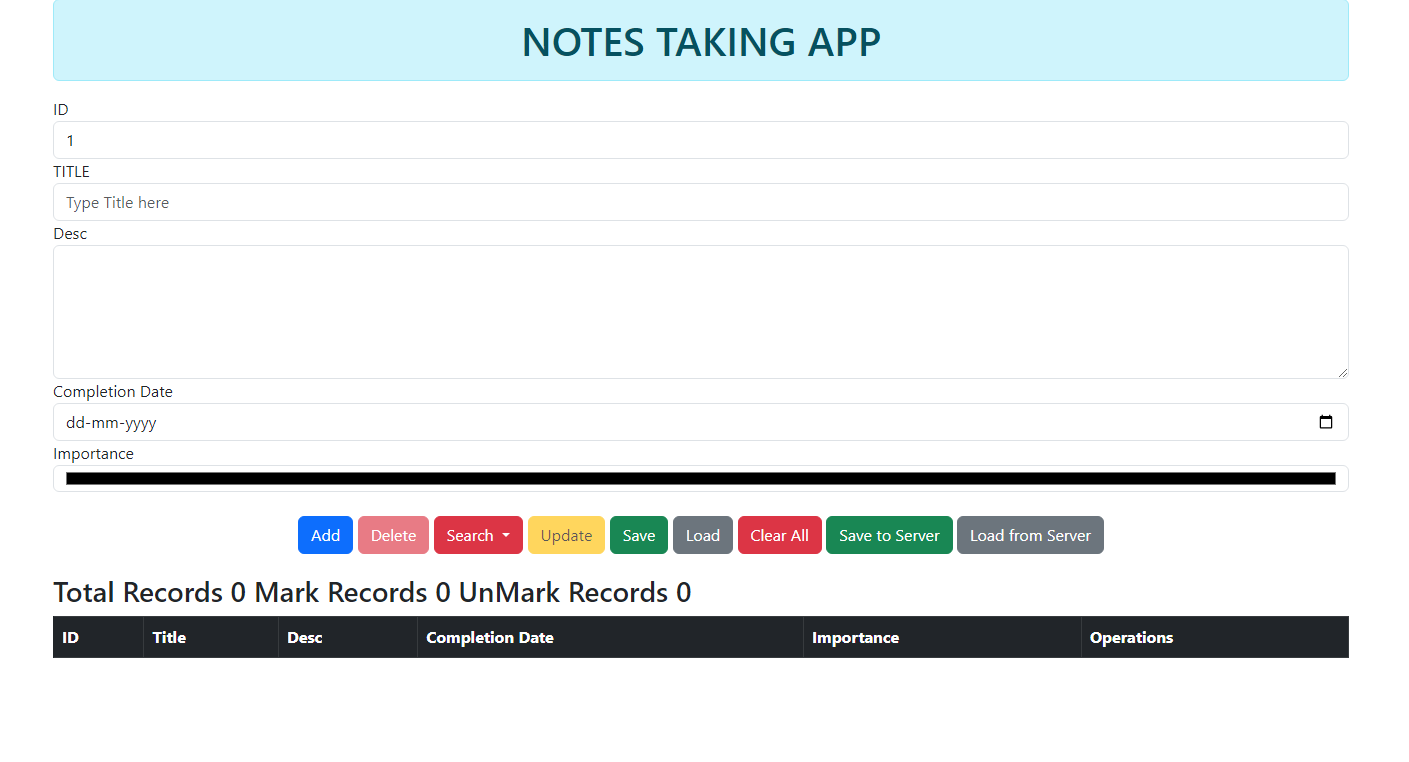 NOTES TAKING APP
ID
1
TITLE
Type Title here
Desc
Completion Date
dd-mm-yyyy
Importance
Add Delete Search Update Save Load Clear All Save to Server Load from Server
Total Records 0 Mark Records 0 UnMark Records 0
ID Title Desc Completion Date Importance Operations